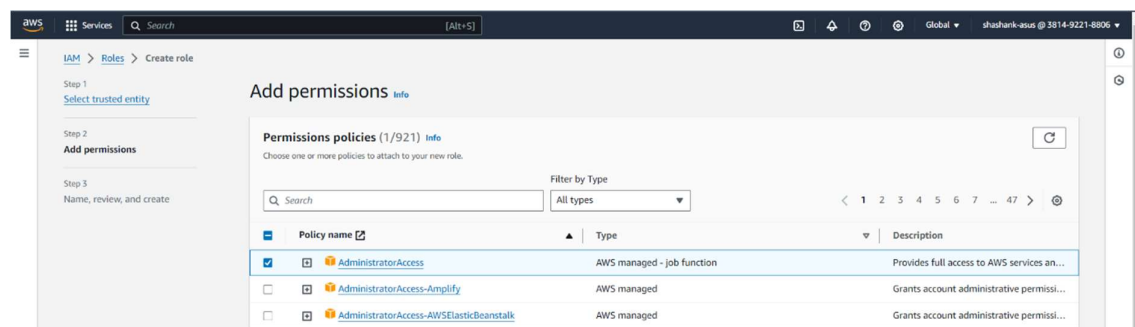 aws Services Search [Alt+S] Global shashank-asus @ 3814-9221-8806
IAM > Roles > Create role
Step 1
Select trusted entity
Step 2
Add permissions
Step 3
Name, review, and create
Add permissions Info
Permissions policies (1/921) Info
Choose one or more policies to attach to your new role.
Filter by Type
Search All types < 1 2 3 4 5 6 7 ... 47 >
Policy name Type Description
AdministratorAccess AWS managed - job function Provides full access to AWS services an...
AdministratorAccess-Amplify AWS managed Grants account administrative permissi...
AdministratorAccess-AWSElasticBeanstalk AWS managed Grants account administrative permissi...